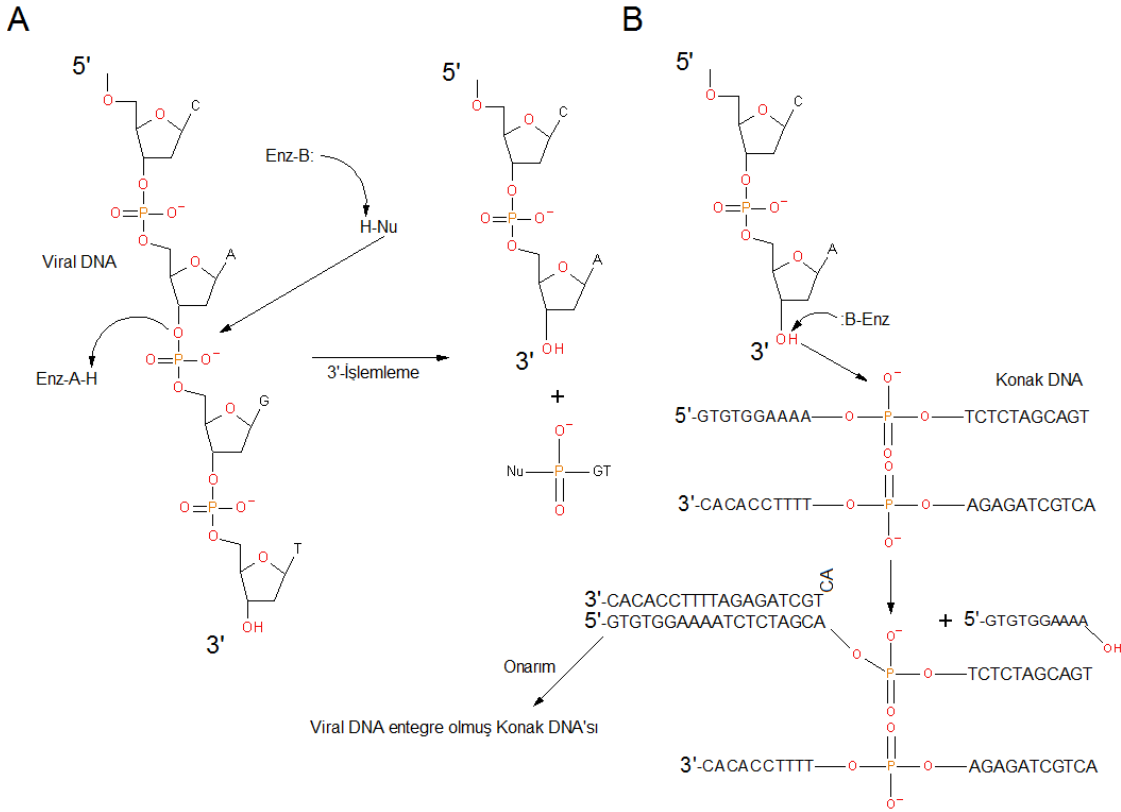 A
5'
O
O
C
O
O=P-O⁻
O
Viral DNA
O
A
Enz-B:
H-Nu
O
O=P-O⁻
O
Enz-A-H
O
G
O
O=P-O⁻
O
O
T
OH
3'
3'-İşlemleme
5'
O
O
C
O
O=P-O⁻
O
O
A
OH
3'
+
O⁻
Nu-P-GT
O
B
5'
O
O
C
O
O=P-O⁻
O
O
A
:B-Enz
OH
3'
Konak DNA
O⁻
5'-GTGTGGAAAA-O-P-O-TCTCTAGCAGT
O
O
3'-CACACCTTTT-O-P-O-AGAGATCGTCA
O⁻
CA
3'-CACACCTTTTAGAGATCGT
5'-GTGTGGAAAATCTCTAGCA
+ 5'-GTGTGGAAAA
OH
O⁻
O
P-O-TCTCTAGCAGT
O
O
3'-CACACCTTTT-O-P-O-AGAGATCGTCA
O⁻
Onarım
Viral DNA entegre olmuş Konak DNA'sı